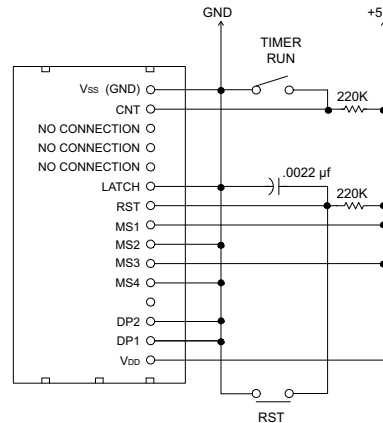 GND
+5
TIMER
RUN
Vss (GND)
CNT
220K
NO CONNECTION
NO CONNECTION
NO CONNECTION
.0022 µf
LATCH
220K
RST
MS1
MS2
MS3
MS4
DP2
DP1
VDD
RST